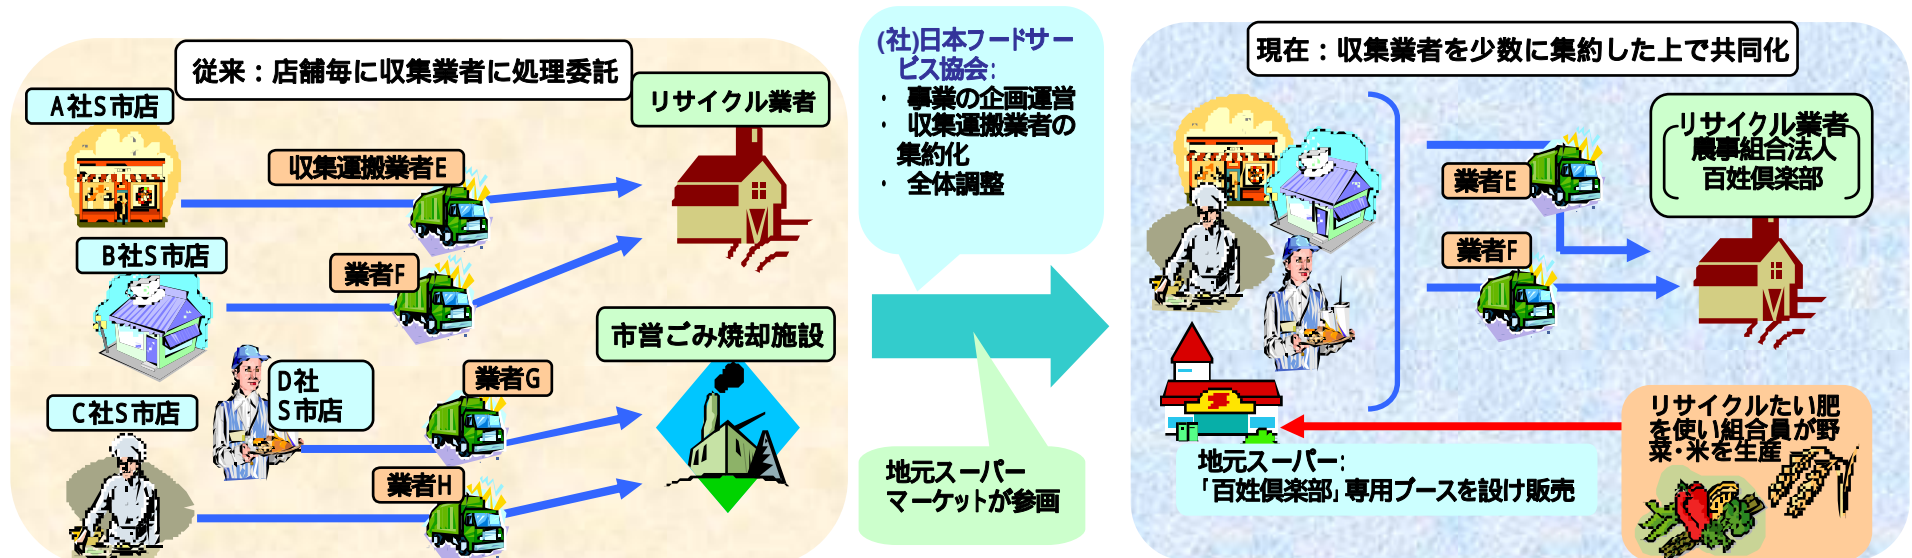 従来：店舗毎に収集業者に処理委託
A社S市店
リサイクル業者
収集運搬業者E
B社S市店
業者F
市営ごみ焼却施設
D社
S市店
業者G
C社S市店
業者H
(社)日本フードサー
ビス協会:
・ 事業の企画運営
・ 収集運搬業者の
集約化
・ 全体調整
地元スーパー
マーケットが参画
現在：収集業者を少数に集約した上で共同化
リサイクル業者
農事組合法人
百姓倶楽部
業者E
業者F
リサイクルたい肥
を使い組合員が野
菜・米を生産
地元スーパー:
「百姓倶楽部」専用ブースを設け販売